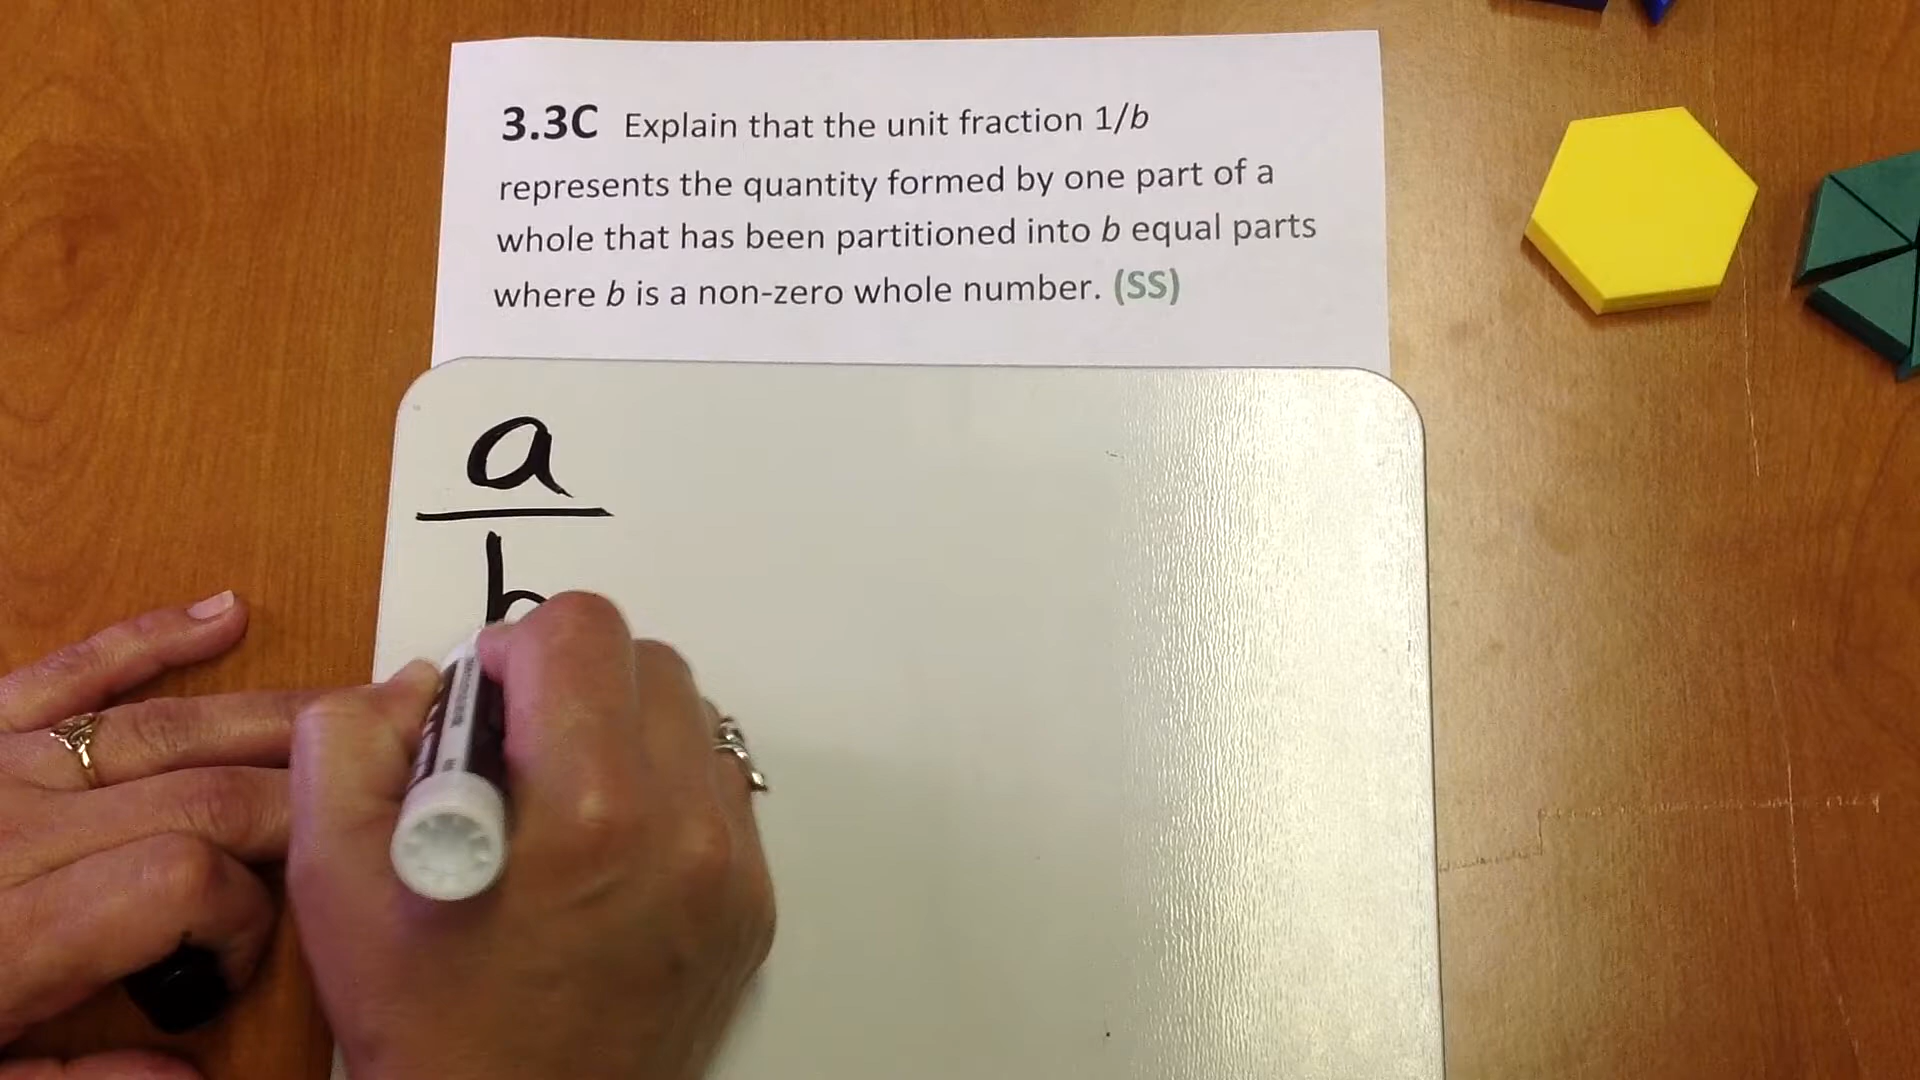 3.3C Explain that the unit fraction 1/b
represents the quantity formed by one part of a
whole that has been partitioned into b equal parts
where b is a non-zero whole number. (SS)
a
b